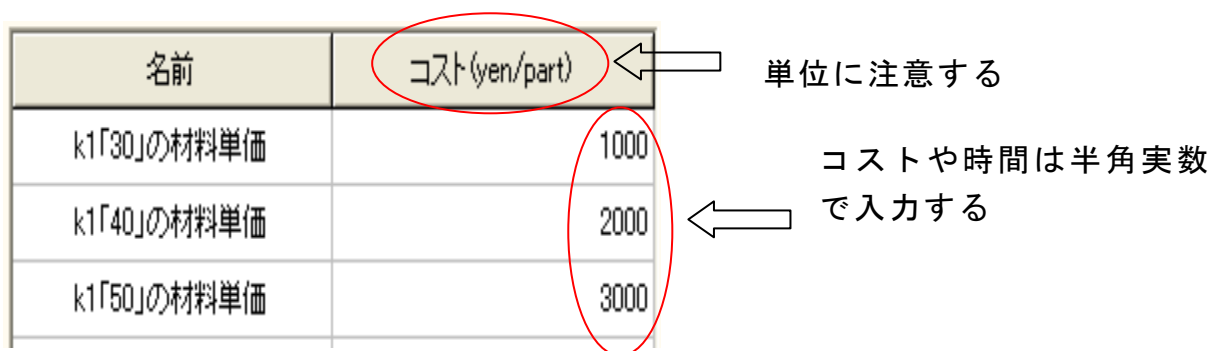 名前 コスト(yen/part)
単位に注意する
k1「30」の材料単価 1000
コストや時間は半角実数
で入力する
k1「40」の材料単価 2000
k1「50」の材料単価 3000